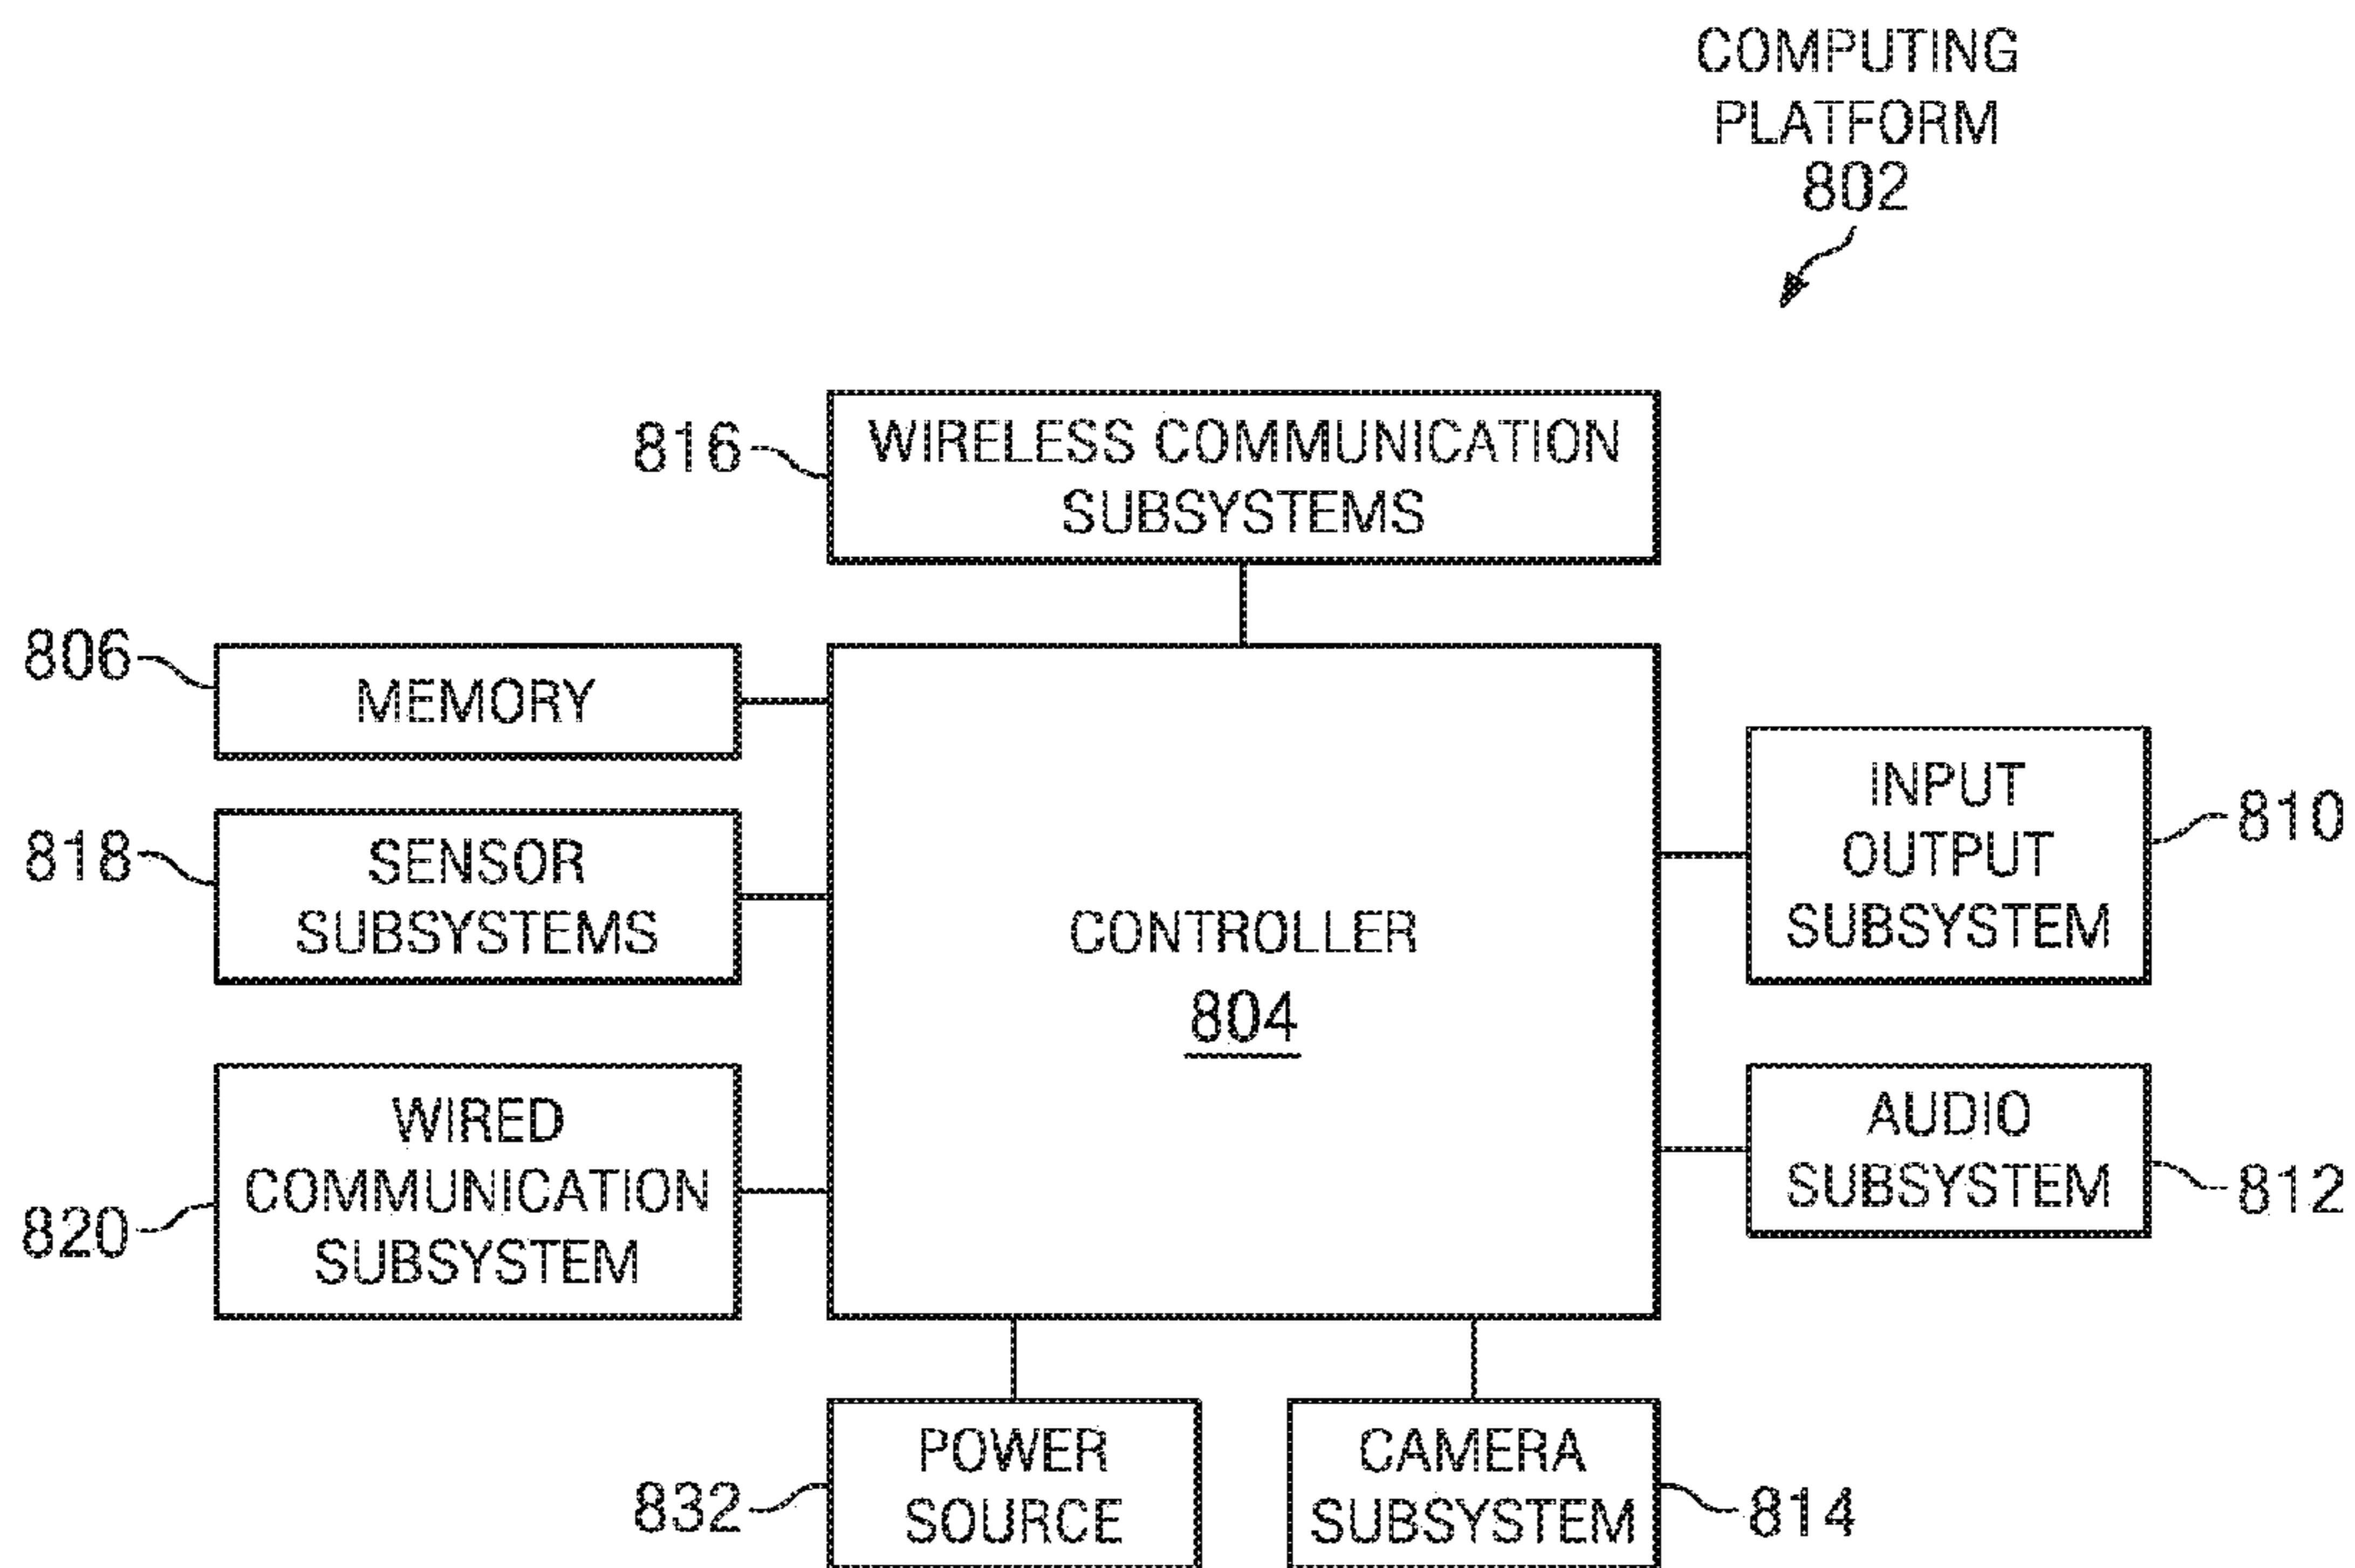 COMPUTING
PLATFORM
802
816
WIRELESS COMMUNICATION
SUBSYSTEMS
806
MEMORY
818
SENSOR
SUBSYSTEMS
820
WIRED
COMMUNICATION
SUBSYSTEM
CONTROLLER
804
INPUT
OUTPUT
SUBSYSTEM
810
AUDIO
SUBSYSTEM
812
832
POWER
SOURCE
CAMERA
SUBSYSTEM
814